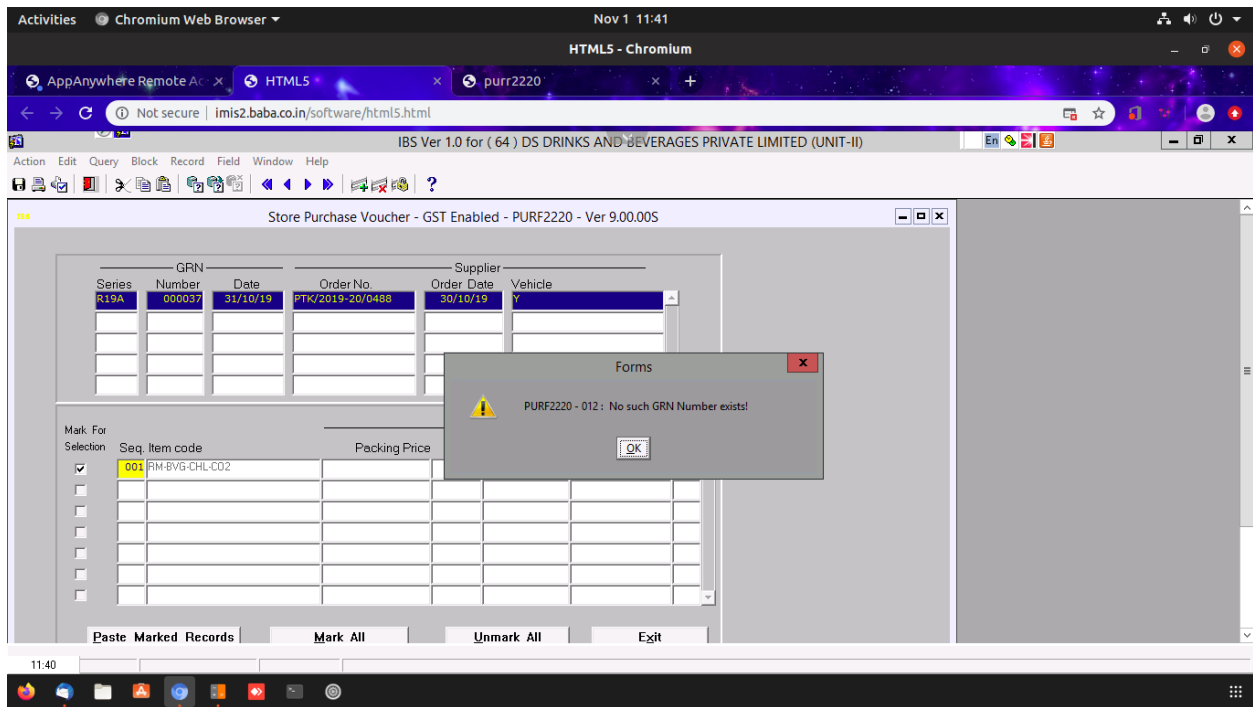 Activities Chromium Web Browser Nov 1 11:41
HTML5 - Chromium
AppAnywhere Remote Ac HTML5 purr2220
Not secure | imis2.baba.co.in/software/html5.html
IBS Ver 1.0 for ( 64 ) DS DRINKS AND BEVERAGES PRIVATE LIMITED (UNIT-II) En
Action Edit Query Block Record Field Window Help
Store Purchase Voucher - GST Enabled - PURF2220 - Ver 9.00.00S
GRN Supplier
Series Number Date Order No. Order Date Vehicle
R19A 000037 31/10/19 PTK/2019-20/0488 30/10/19 Y
Forms
PURF2220 - 012 : No such GRN Number exists!
OK
Mark For
Selection Seq. Item code Packing Price
001 RM-BVG-CHL-CO2
Paste Marked Records Mark All Unmark All Exit
11:40